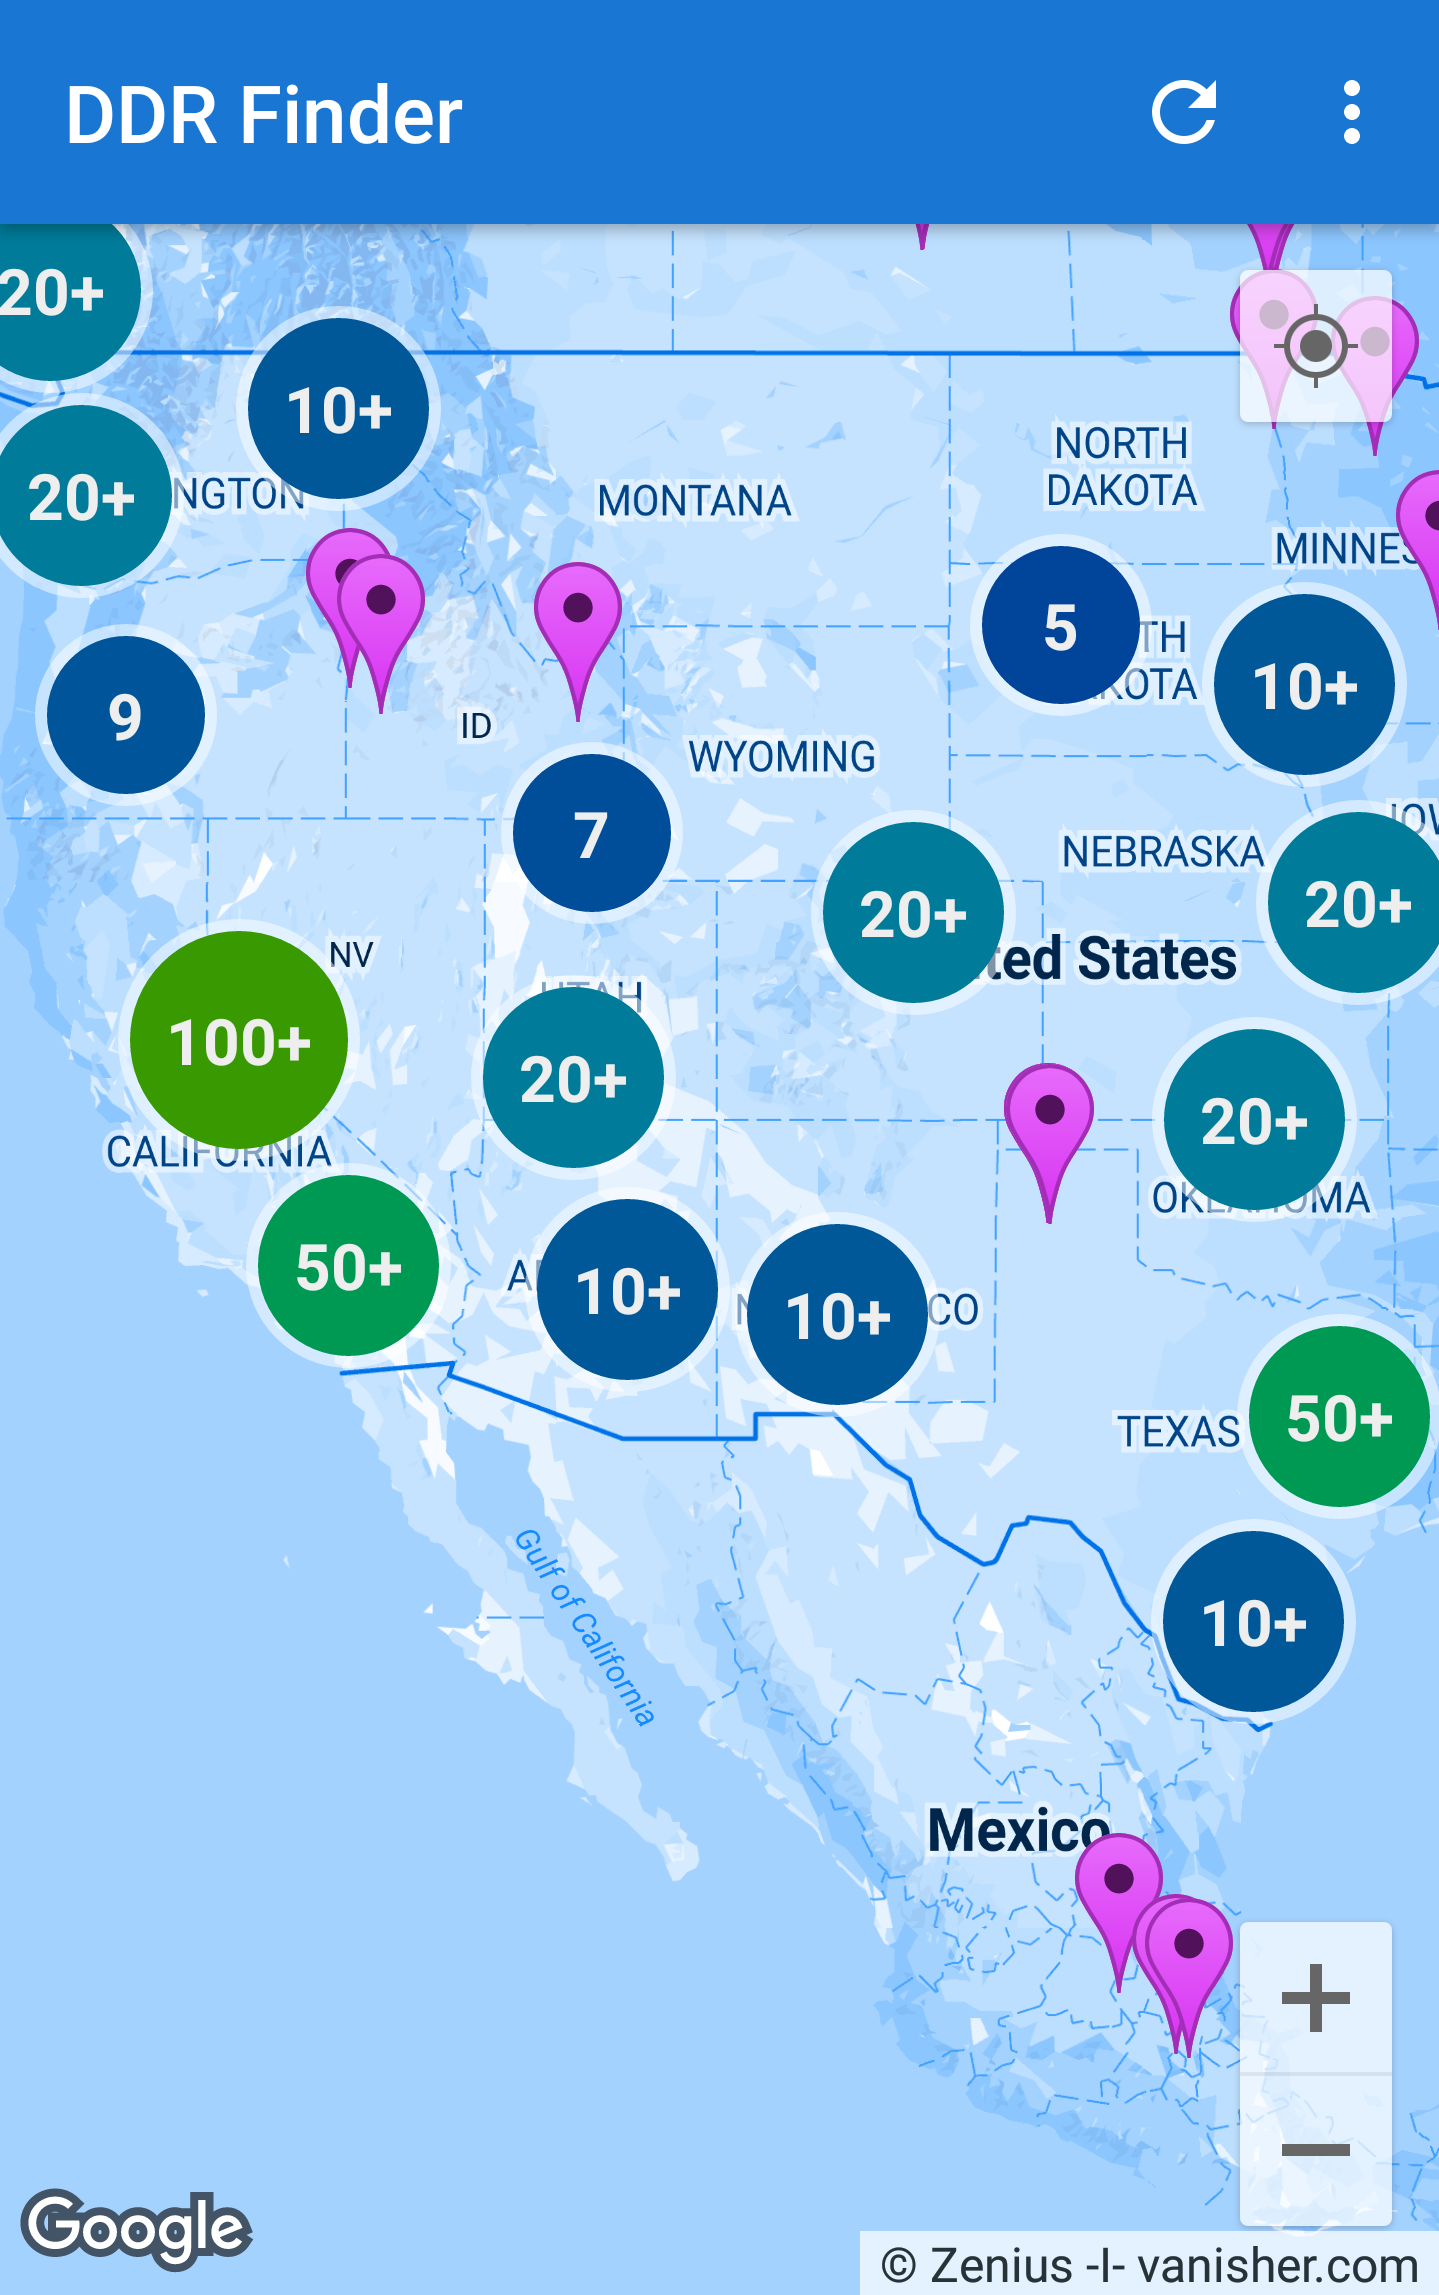 DDR Finder
20+
10+
NORTH
DAKOTA
20+
NGTON
MONTANA
MINNES
5
TH
KOTA
10+
9
ID
WYOMING
7
NEBRASKA
IOW
20+
20+
ted States
NV
100+
UTAH
20+
20+
CALIFORNIA
OKLAHOMA
50+
10+
10+
CO
TEXAS
50+
Gulf of California
10+
Mexico
+
−
Google
© Zenius -I- vanisher.com